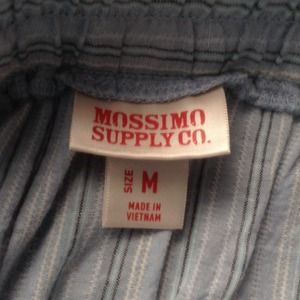 MOSSIMO
SUPPLY CO.
SIZE
M
MADE IN
VIETNAM